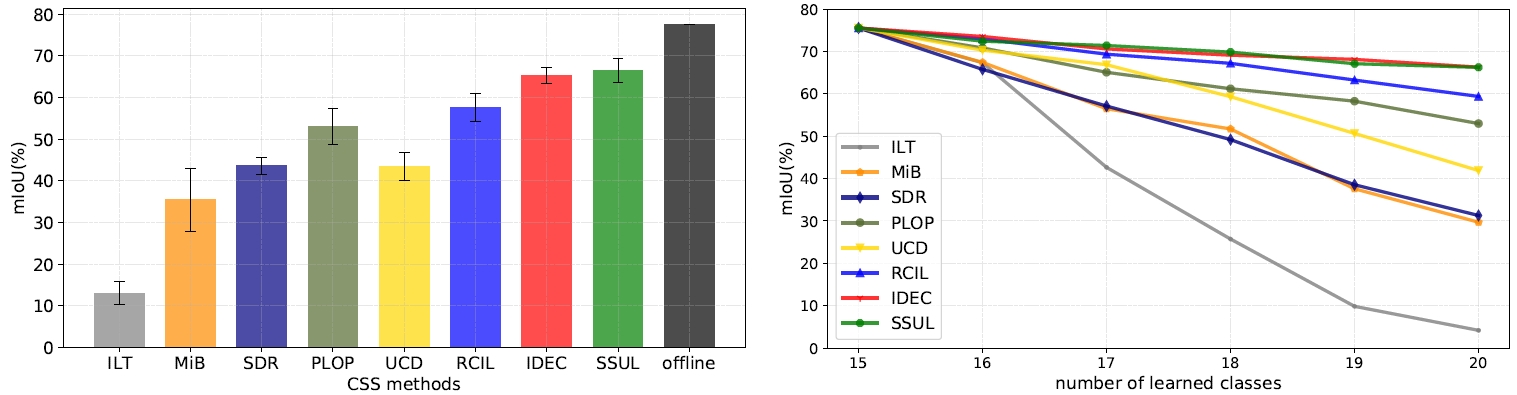 80
70
60
50
40
30
20
10
0
mIoU(%)
ILT MiB SDR PLOP UCD RCIL IDEC SSUL offline
CSS methods
80
70
60
50
40
30
20
10
0
mIoU(%)
ILT
MiB
SDR
PLOP
UCD
RCIL
IDEC
SSUL
15 16 17 18 19 20
number of learned classes